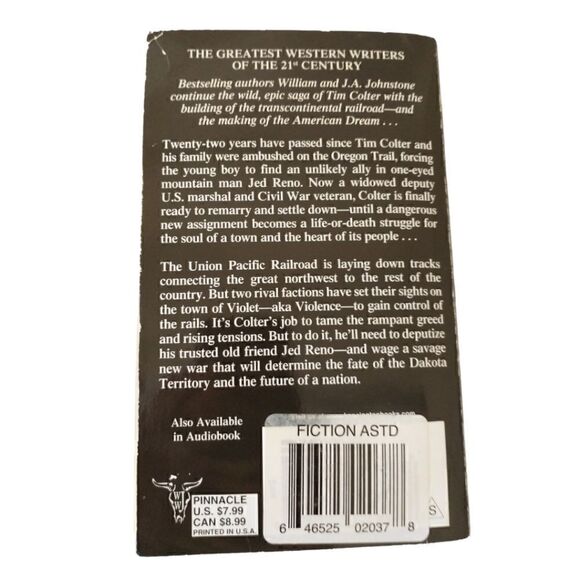 THE GREATEST WESTERN WRITERS
OF THE 21st CENTURY
Bestselling authors William and J.A. Johnstone
continue the wild, epic saga of Tim Colter with the
building of the transcontinental railroad—and
the making of the American Dream . . .
Twenty-two years have passed since Tim Colter and
his family were ambushed on the Oregon Trail, forcing
the young boy to find an unlikely ally in one-eyed
mountain man Jed Reno. Now a widowed deputy
U.S. marshal and Civil War veteran, Colter is finally
ready to remarry and settle down—until a dangerous
new assignment becomes a life-or-death struggle for
the soul of a town and the heart of its people . . .
The Union Pacific Railroad is laying down tracks
connecting the great northwest to the rest of the
country. But two rival factions have set their sights on
the town of Violet—aka Violence—to gain control of
the rails. It's Colter's job to tame the rampant greed
and rising tensions. But to do it, he'll need to deputize
his trusted old friend Jed Reno—and wage a savage
new war that will determine the fate of the Dakota
Territory and the future of a nation.
Also Available
in Audiobook
FICTION ASTD
6 46525 02037 8
S
PINNACLE
U.S. $7.99
CAN $8.99
PRINTED IN U.S.A.